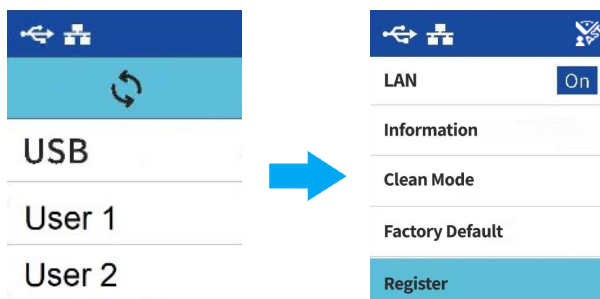 USB
User 1
User 2
LAN On
Information
Clean Mode
Factory Default
Register